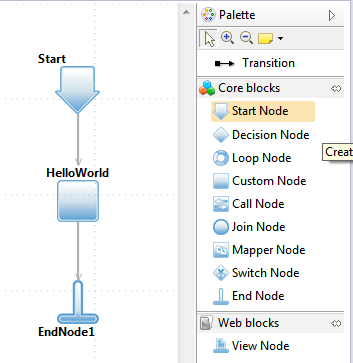 Start
HelloWorld
EndNode1
Palette
Transition
Core blocks
Start Node
Decision Node
Creat
Loop Node
Custom Node
Call Node
Join Node
Mapper Node
Switch Node
End Node
Web blocks
View Node